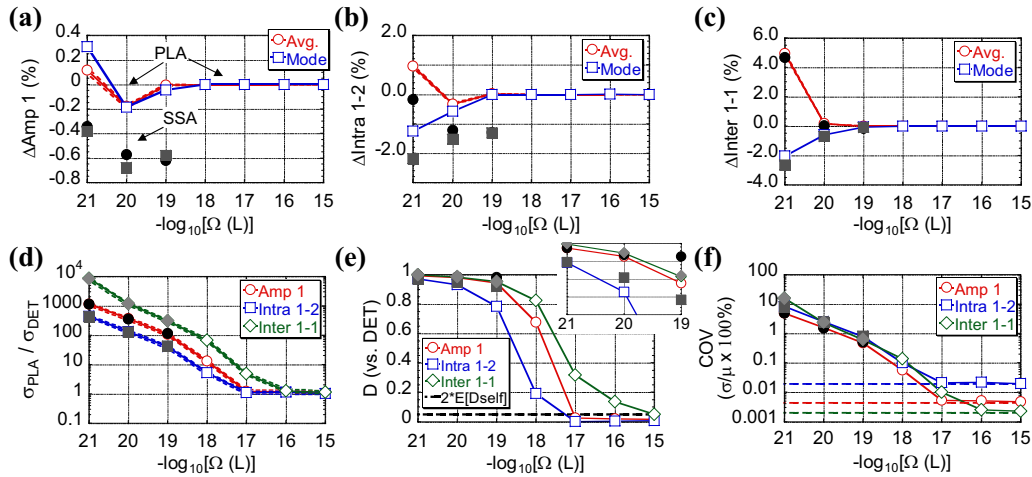 (a)
ΔAmp 1 (%)
0.4
0.2
0
-0.2
-0.4
-0.6
-0.8
PLA
SSA
Avg.
Mode
21 20 19 18 17 16 15
-log10[Ω (L)]
(b)
ΔIntra 1-2 (%)
2.0
0.0
-2.0
Avg.
Mode
21 20 19 18 17 16 15
-log10[Ω (L)]
(c)
ΔInter 1-1 (%)
6.0
4.0
2.0
0.0
-2.0
-4.0
Avg.
Mode
21 20 19 18 17 16 15
-log10[Ω (L)]
(d)
σPLA / σDET
10^4
1000
100
10
1
0.1
Amp 1
Intra 1-2
Inter 1-1
21 20 19 18 17 16 15
-log10[Ω (L)]
(e)
D (vs. DET)
1
0.8
0.6
0.4
0.2
0
21 20 19
Amp 1
Intra 1-2
Inter 1-1
2*E[Dself]
21 20 19 18 17 16 15
-log10[Ω (L)]
(f)
COV
(σ/μ x 100%)
100
10
1
0.1
0.01
0.001
Amp 1
Intra 1-2
Inter 1-1
21 20 19 18 17 16 15
-log10[Ω (L)]